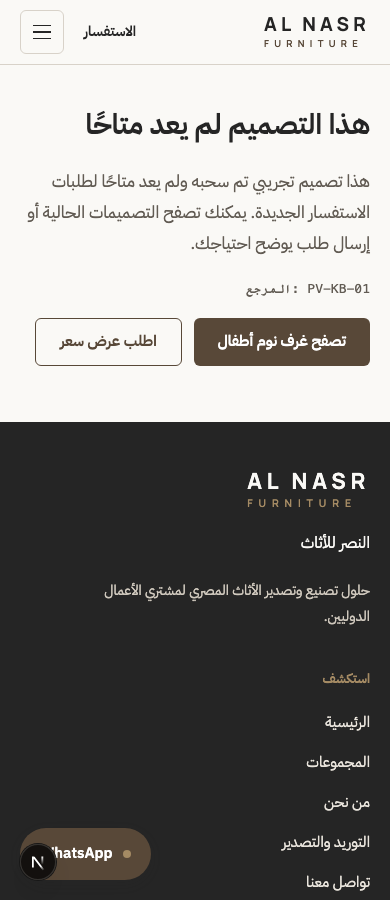 AL NASR
FURNITURE
الاستفسار
هذا التصميم لم يعد متاحًا
هذا تصميم تجريبي تم سحبه ولم يعد متاحًا لطلبات
الاستفسار الجديدة. يمكنك تصفح التصميمات الحالية أو
إرسال طلب يوضح احتياجك.
المرجع: PV-KB-01
تصفح غرف نوم أطفال
اطلب عرض سعر
AL NASR
FURNITURE
النصر للأثاث
حلول تصنيع وتصدير الأثاث المصري لمشتري الأعمال
الدوليين.
استكشف
الرئيسية
المجموعات
من نحن
التوريد والتصدير
تواصل معنا
hatsApp
N